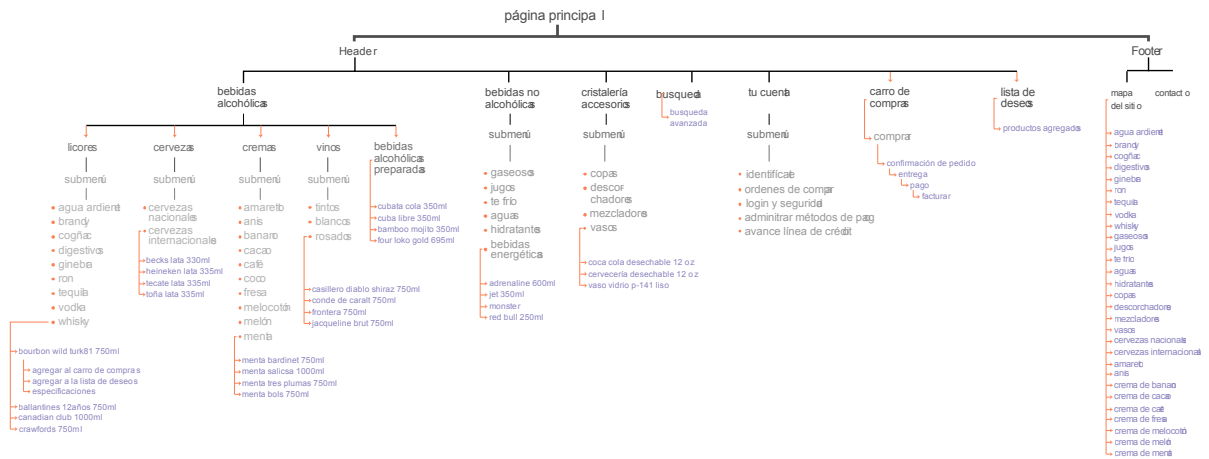 página principal
Header
Footer
bebidas
alcohólicas
bebidas no
alcohólicas
cristalería
accesorios
busqueda
tu cuenta
carro de
compras
lista de
deseos
mapa
del sitio
contacto
busqueda
avanzada
productos agregados
licores
cervezas
cremas
vinos
bebidas
alcohólicas
preparadas
submenú
submenú
submenú
submenú
submenú
submenú
submenú
comprar
confirmación de pedido
entrega
pago
facturar
agua ardiente
brandy
cogñac
digestivos
ginebra
ron
tequila
vodka
whisky
bourbon wild turk81 750ml
agregar al carro de compras
agregar a la lista de deseos
especificaciones
ballantines 12años 750ml
canadian club 1000ml
crawfords 750ml
cervezas
nacionales
cervezas
internacionales
becks lata 330ml
heineken lata 335ml
tecate lata 335ml
toña lata 335ml
amaretto
anis
banano
cacao
café
coco
fresa
melocotón
melón
menta
menta bardinet 750ml
menta salicsa 1000ml
menta tres plumas 750ml
menta bols 750ml
tintos
blancos
rosados
casillero diablo shiraz 750ml
conde de caralt 750ml
frontera 750ml
jacqueline brut 750ml
cubata cola 350ml
cuba libre 350ml
bamboo mojito 350ml
four loko gold 695ml
gaseosos
jugos
te frío
aguas
hidratantes
bebidas
energéticas
adrenaline 600ml
jet 350ml
monster
red bull 250ml
copas
descor-
chadores
mezcladores
vasos
coca cola desechable 12 oz
cervecería desechable 12 oz
vaso vidrio p-141 liso
identifícate
ordenes de compra
login y seguridad
adminitrar métodos de pago
avance línea de crédito
agua ardiente
brandy
cogñac
digestivos
ginebra
ron
tequila
vodka
whisky
gaseosos
jugos
te frio
aguas
hidratantes
copas
descorchadores
mezcladores
vasos
cervezas nacionales
cervezas internacionales
amaretto
anis
crema de banano
crema de cacao
crema de café
crema de fresa
crema de melocotón
crema de melón
crema de menta